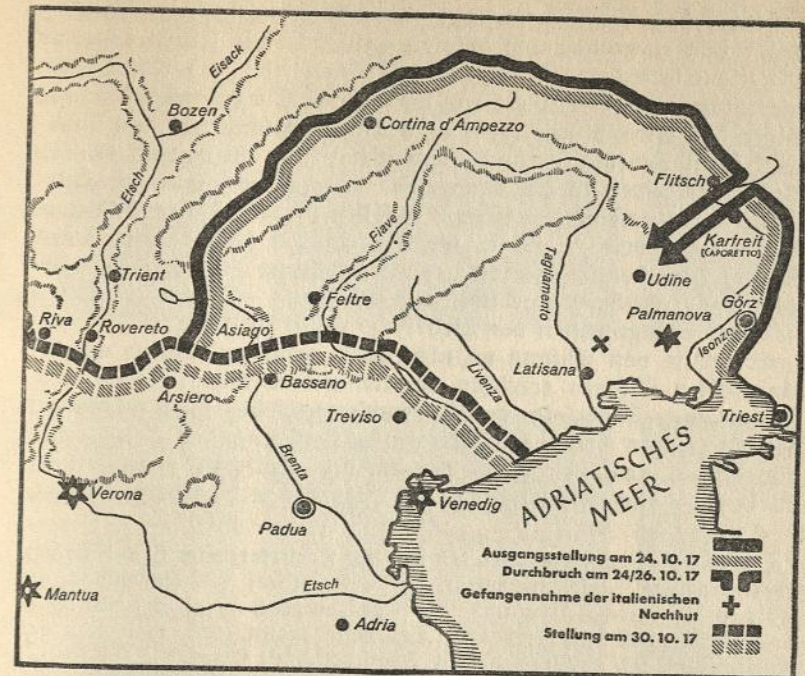 Eisack
Bozen
Cortina d'Ampezzo
Etsch
Flitsch
Karfreit
(CAPORETTO)
Piave
Tagliamento
Trient
Udine
Feltre
Palmanova
Görz
Riva
Rovereto
Asiago
Isonzo
Livenza
Latisana
Arsiero
Bassano
Treviso
Triest
Brenta
ADRIATISCHES
MEER
Verona
Venedig
Padua
Ausgangsstellung am 24. 10. 17
Durchbruch am 24/26. 10. 17
Etsch
Gefangennahme der italienischen
Nachhut
Mantua
Adria
Stellung am 30. 10. 17